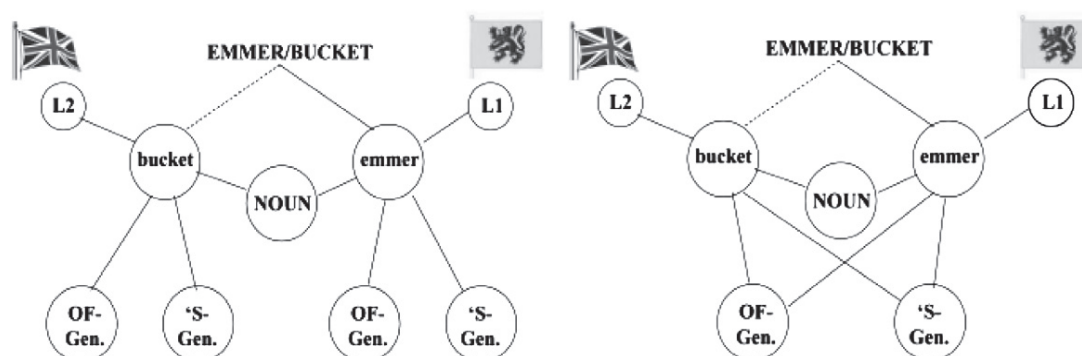 EMMER/BUCKET
L2
L1
bucket
emmer
NOUN
OF-
Gen.
‘S-
Gen.
OF-
Gen.
‘S-
Gen.
EMMER/BUCKET
L2
L1
bucket
emmer
NOUN
OF-
Gen.
‘S-
Gen.